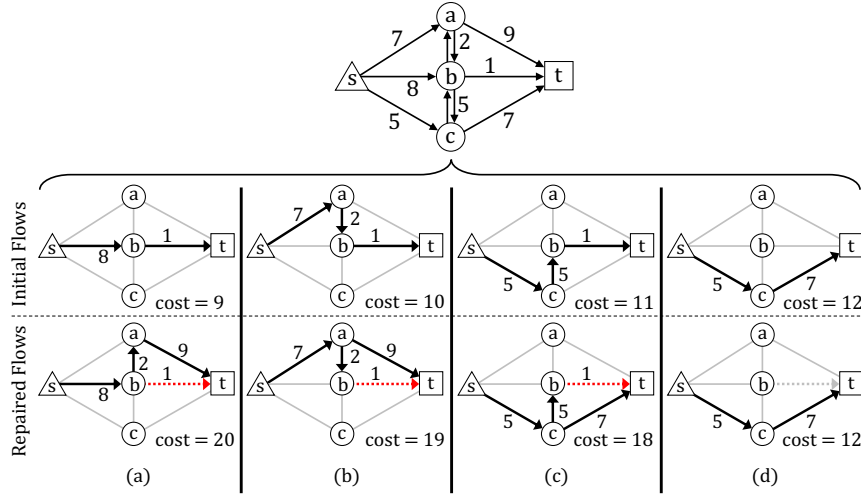 a
7
9
2
s
b
1
t
8
5
5
c
7
Initial Flows
a
s
b
1
t
8
c
cost = 9
a
7
2
s
b
1
t
c
cost = 10
a
s
b
1
t
5
5
c
cost = 11
a
s
b
t
5
7
c
cost = 12
Repaired Flows
a
9
2
s
b
1
t
8
c
cost = 20
a
7
9
2
s
b
1
t
c
cost = 19
a
s
b
1
t
5
5
7
c
cost = 18
a
s
b
t
5
7
c
cost = 12
(a)
(b)
(c)
(d)